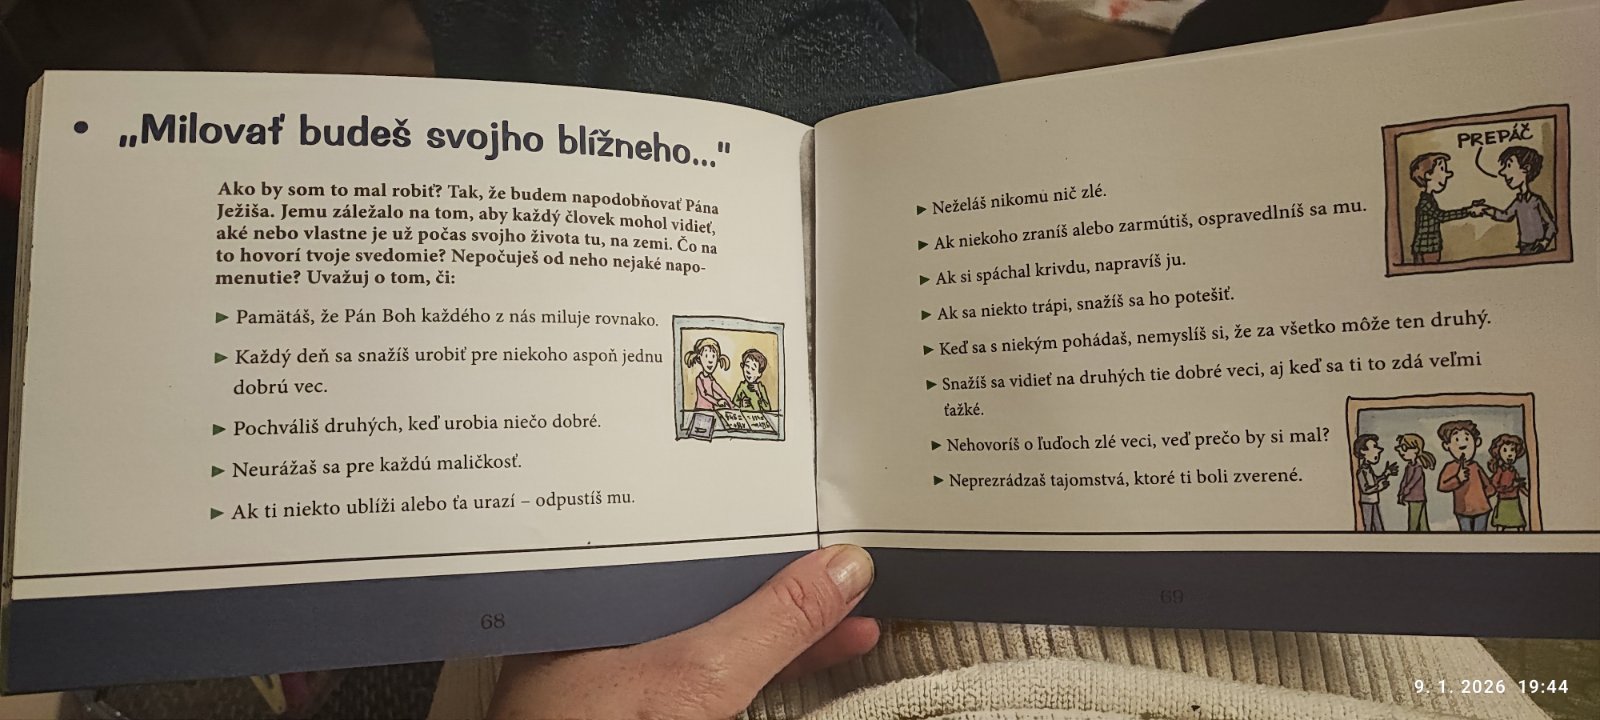 • „Milovať budeš svojho blížneho..."
Ako by som to mal robiť? Tak, že budem napodobňovať Pána
Ježiša. Jemu záležalo na tom, aby každý človek mohol vidieť,
aké nebo vlastne je už počas svojho života tu, na zemi. Čo na
to hovorí tvoje svedomie? Nepočuješ od neho nejaké napo-
menutie? Uvažuj o tom, či:
▶ Pamätáš, že Pán Boh každého z nás miluje rovnako.
▶ Každý deň sa snažíš urobiť pre niekoho aspoň jednu
dobrú vec.
▶ Pochváliš druhých, keď urobia niečo dobré.
▶ Neurážaš sa pre každú maličkosť.
▶ Ak ti niekto ublíži alebo ťa urazí – odpustíš mu.
68
PREPÁČ
▶ Neželáš nikomu nič zlé.
▶ Ak niekoho zraníš alebo zarmútiš, ospravedlníš sa mu.
▶ Ak si spáchal krivdu, napravíš ju.
▶ Ak sa niekto trápi, snažíš sa ho potešiť.
▶ Keď sa s niekým pohádaš, nemyslíš si, že za všetko môže ten druhý.
▶ Snažíš sa vidieť na druhých tie dobré veci, aj keď sa ti to zdá veľmi
ťažké.
▶ Nehovoríš o ľuďoch zlé veci, veď prečo by si mal?
▶ Neprezrádzaš tajomstvá, ktoré ti boli zverené.
69
9. 1. 2026 19:44